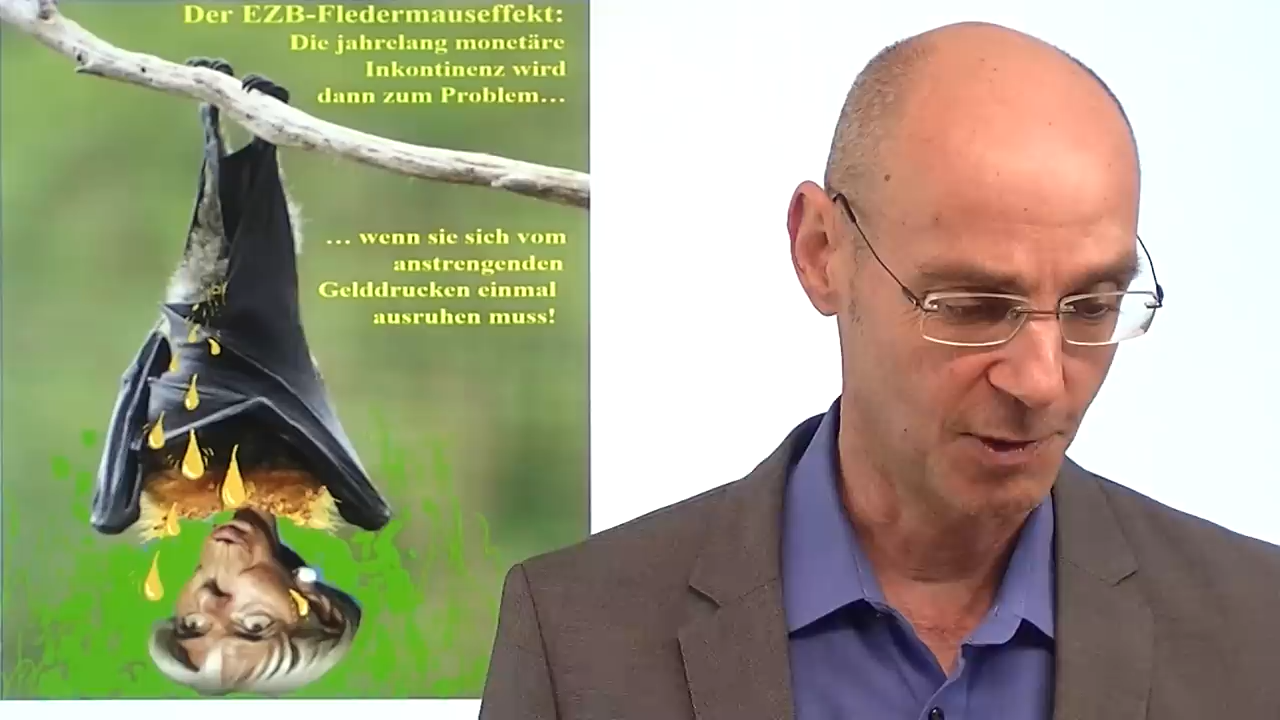 Der EZB-Fledermauseffekt:
Die jahrelang monetäre
Inkontinenz wird
dann zum Problem…
… wenn sie sich vom
anstrengenden
Gelddrucken einmal
ausruhen muss!